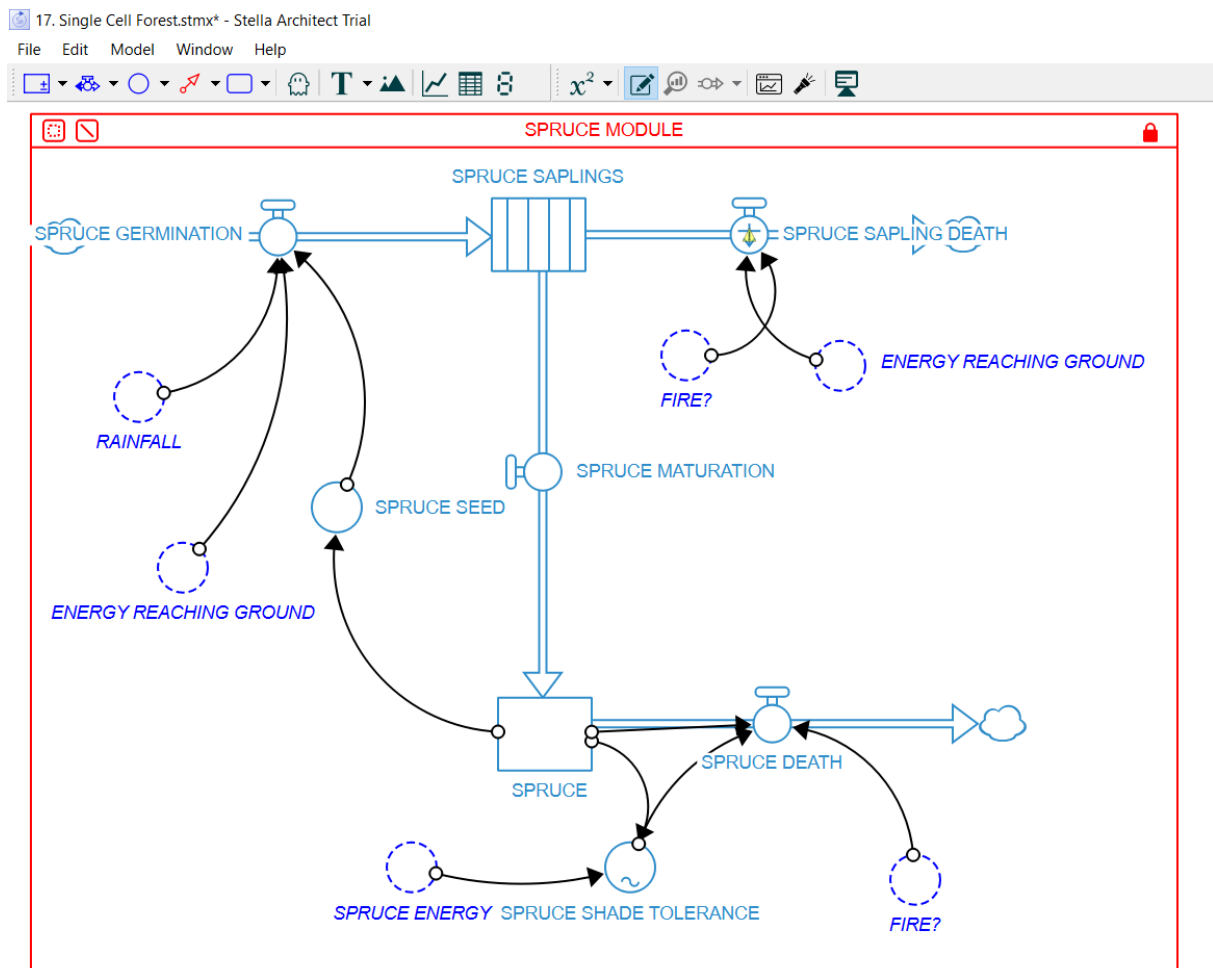 17. Single Cell Forest.stmx* - Stella Architect Trial
File Edit Model Window Help
T x²
SPRUCE MODULE
SPRUCE SAPLINGS
SPRUCE GERMINATION
SPRUCE SAPLING DEATH
ENERGY REACHING GROUND
FIRE?
RAINFALL
SPRUCE MATURATION
SPRUCE SEED
ENERGY REACHING GROUND
SPRUCE DEATH
SPRUCE
SPRUCE ENERGY SPRUCE SHADE TOLERANCE
FIRE?